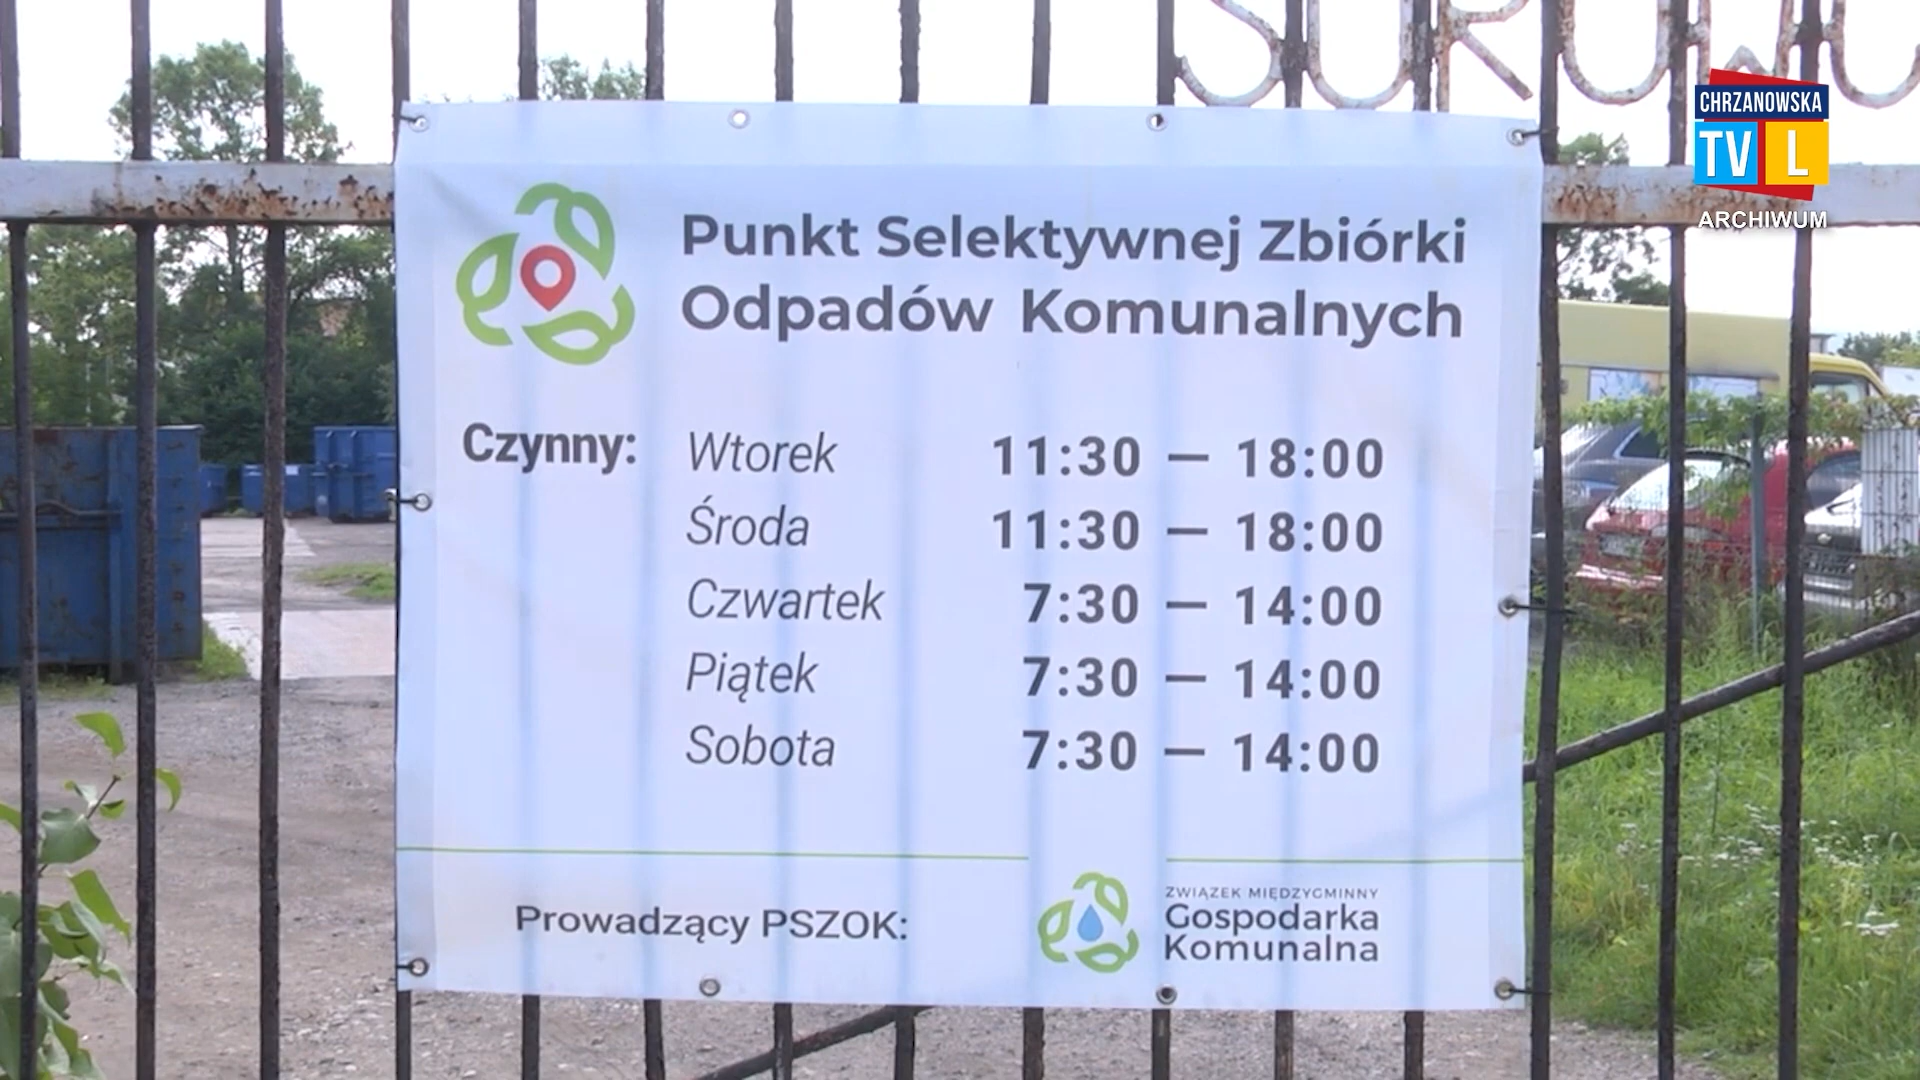 CHRZANOWSKA
TV L
ARCHIWUM
Punkt Selektywnej Zbiórki
Odpadów Komunalnych
Czynny: Wtorek 11:30 — 18:00
Środa 11:30 — 18:00
Czwartek 7:30 — 14:00
Piątek 7:30 — 14:00
Sobota 7:30 — 14:00
Prowadzący PSZOK:
ZWIĄZEK MIĘDZYGMINNY
Gospodarka
Komunalna